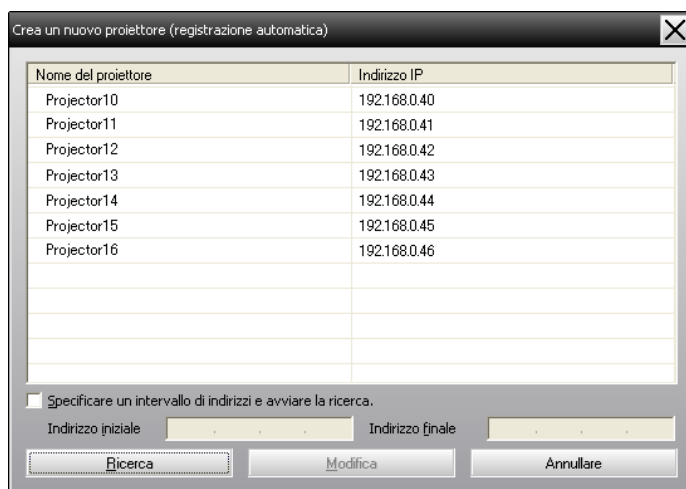 Crea un nuovo proiettore (registrazione automatica)
Nome del proiettore Indirizzo IP
Projector10 192.168.0.40
Projector11 192.168.0.41
Projector12 192.168.0.42
Projector13 192.168.0.43
Projector14 192.168.0.44
Projector15 192.168.0.45
Projector16 192.168.0.46
Specificare un intervallo di indirizzi e avviare la ricerca.
Indirizzo iniziale . . . Indirizzo finale . . .
Ricerca Modifica Annullare